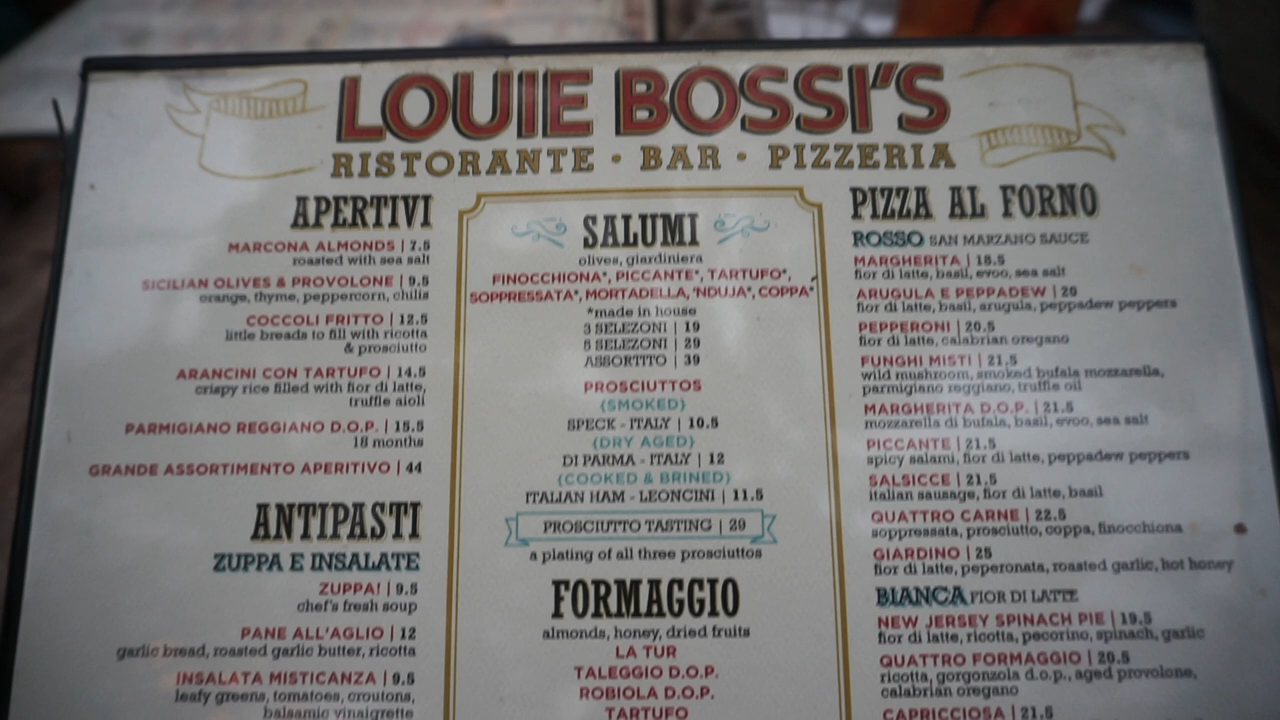 LOUIE BOSSI'S
RISTORANTE • BAR • PIZZERIA
APERTIVI
MARCONA ALMONDS | 7.5
roasted with sea salt
SICILIAN OLIVES & PROVOLONE | 9.5
orange, thyme, peppercorn, chilis
COCCOLI FRITTO | 12.5
little breads to fill with ricotta
& prosciutto
ARANCINI CON TARTUFO | 14.5
crispy rice filled with fior di latte,
truffle aioli
PARMIGIANO REGGIANO D.O.P. | 15.5
18 months
GRANDE ASSORTIMENTO APERITIVO | 44
ANTIPASTI
ZUPPA E INSALATE
ZUPPA! | 9.5
chef's fresh soup
PANE ALL'AGLIO | 12
garlic bread, roasted garlic butter, ricotta
INSALATA MISTICANZA | 9.5
leafy greens, tomatoes, croutons,
balsamic vinaigrette
SALUMI
olives, giardiniera
FINOCCHIONA*, PICCANTE*, TARTUFO*,
SOPPRESSATA*, MORTADELLA, 'NDUJA*, COPPA*
*made in house
3 SELEZONI | 19
5 SELEZONI | 29
ASSORTITO | 39
PROSCIUTTOS
(SMOKED)
SPECK - ITALY | 10.5
(DRY AGED)
DI PARMA - ITALY | 12
(COOKED & BRINED)
ITALIAN HAM - LEONCINI | 11.5
PROSCIUTTO TASTING | 29
a plating of all three prosciuttos
FORMAGGIO
almonds, honey, dried fruits
LA TUR
TALEGGIO D.O.P.
ROBIOLA D.O.P.
TARTUFO
PIZZA AL FORNO
ROSSO SAN MARZANO SAUCE
MARGHERITA | 18.5
fior di latte, basil, evoo, sea salt
ARUGULA E PEPPADEW | 20
fior di latte, basil, arugula, peppadew peppers
PEPPERONI | 20.5
fior di latte, calabrian oregano
FUNGHI MISTI | 21.5
wild mushroom, smoked bufala mozzarella,
parmigiano reggiano, truffle oil
MARGHERITA D.O.P. | 21.5
mozzarella di bufala, basil, evoo, sea salt
PICCANTE | 21.5
spicy salami, fior di latte, peppadew peppers
SALSICCE | 21.5
italian sausage, fior di latte, basil
QUATTRO CARNE | 22.5
soppressata, prosciutto, coppa, finocchiona
GIARDINO | 25
fior di latte, peperonata, roasted garlic, hot honey
BIANCA FIOR DI LATTE
NEW JERSEY SPINACH PIE | 19.5
fior di latte, ricotta, pecorino, spinach, garlic
QUATTRO FORMAGGIO | 20.5
ricotta, gorgonzola d.o.p., aged provolone,
calabrian oregano
CAPRICCIOSA | 21.5